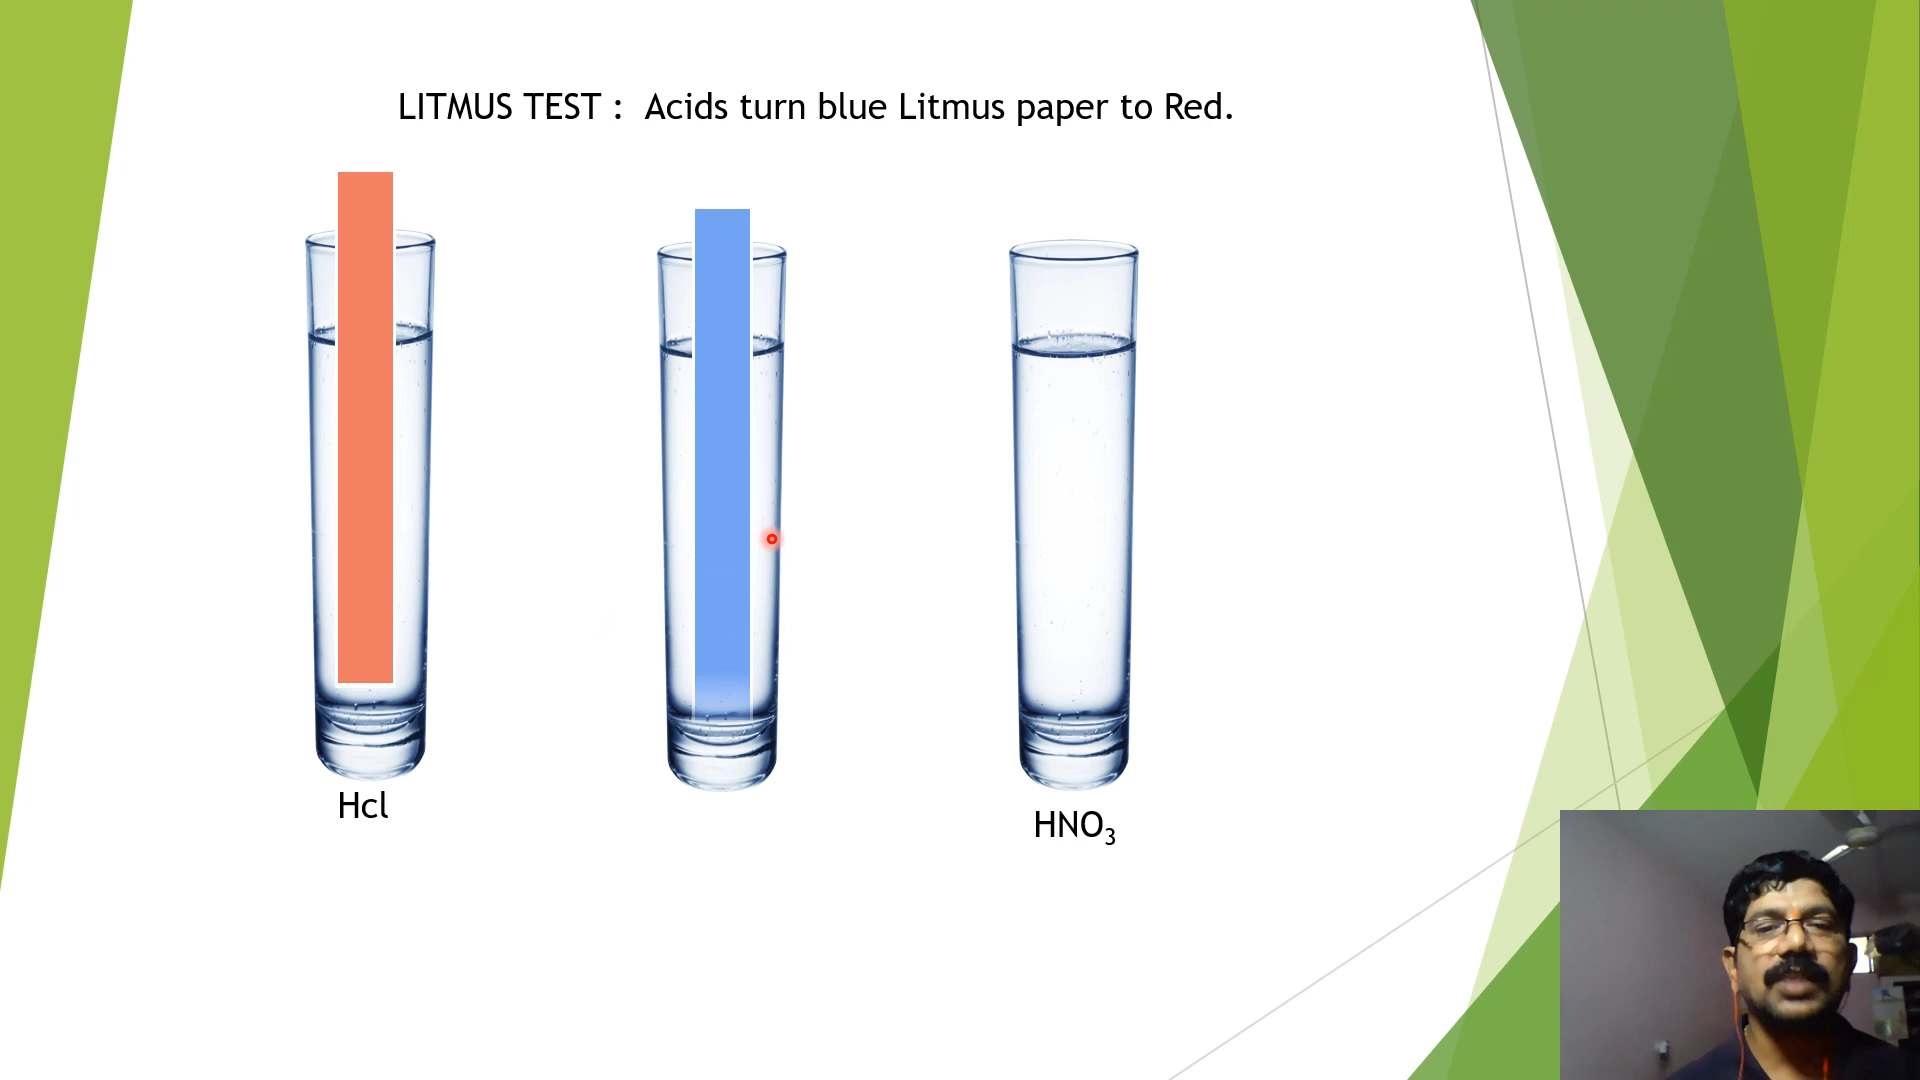 LITMUS TEST :  Acids turn blue Litmus paper to Red.
Hcl
HNO₃